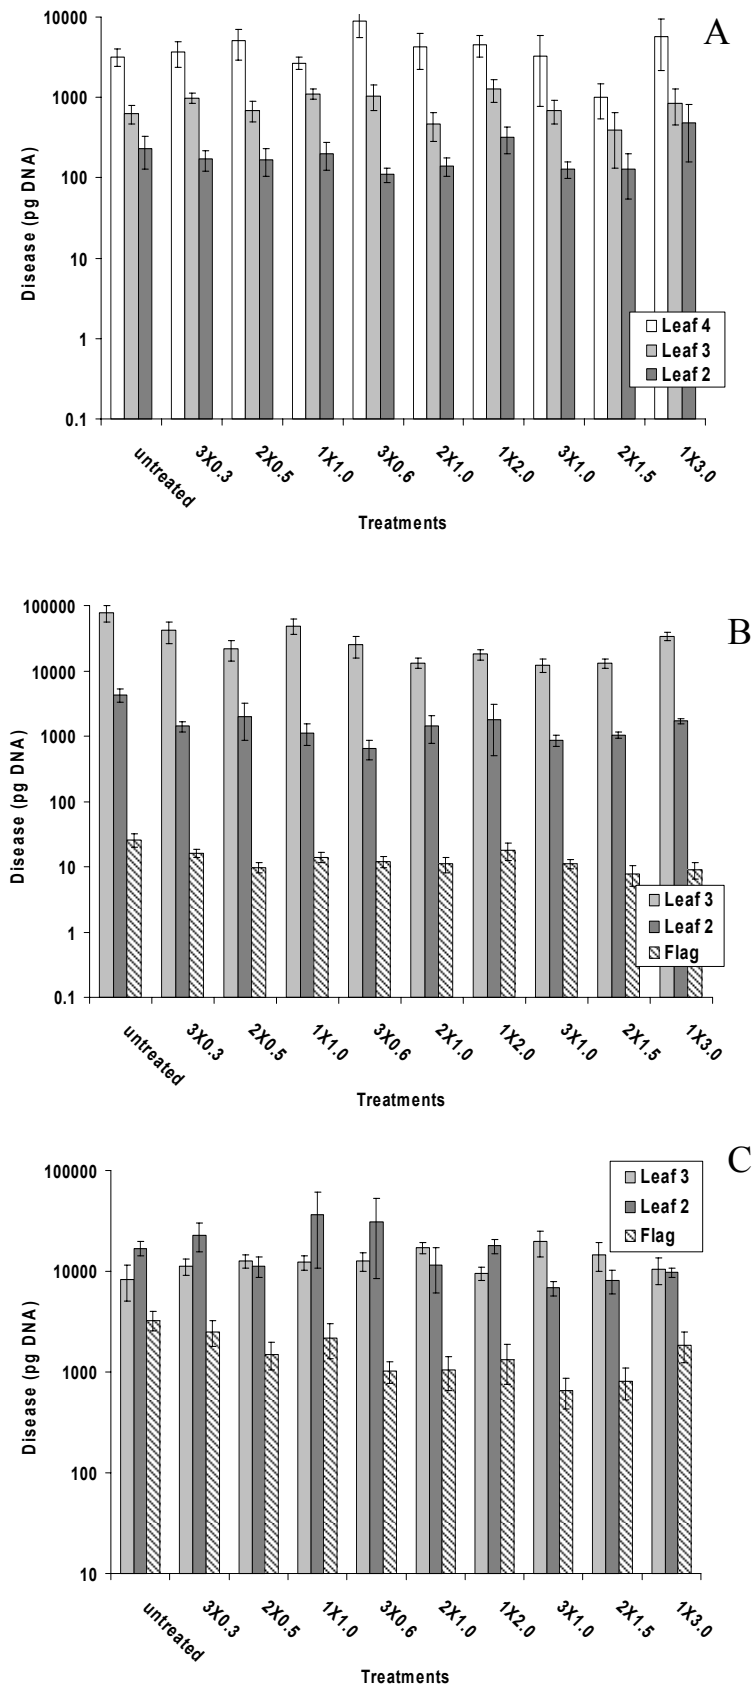 A
10000
1000
100
10
1
0.1
Disease (pg DNA)
Leaf 4
Leaf 3
Leaf 2
untreated
3X0.3
2X0.5
1X1.0
3X0.6
2X1.0
1X2.0
3X1.0
2X1.5
1X3.0
Treatments
B
100000
10000
1000
100
10
1
0.1
Disease (pg DNA)
Leaf 3
Leaf 2
Flag
untreated
3X0.3
2X0.5
1X1.0
3X0.6
2X1.0
1X2.0
3X1.0
2X1.5
1X3.0
Treatments
C
100000
10000
1000
100
10
Disease (pg DNA)
Leaf 3
Leaf 2
Flag
untreated
3X0.3
2X0.5
1X1.0
3X0.6
2X1.0
1X2.0
3X1.0
2X1.5
1X3.0
Treatments